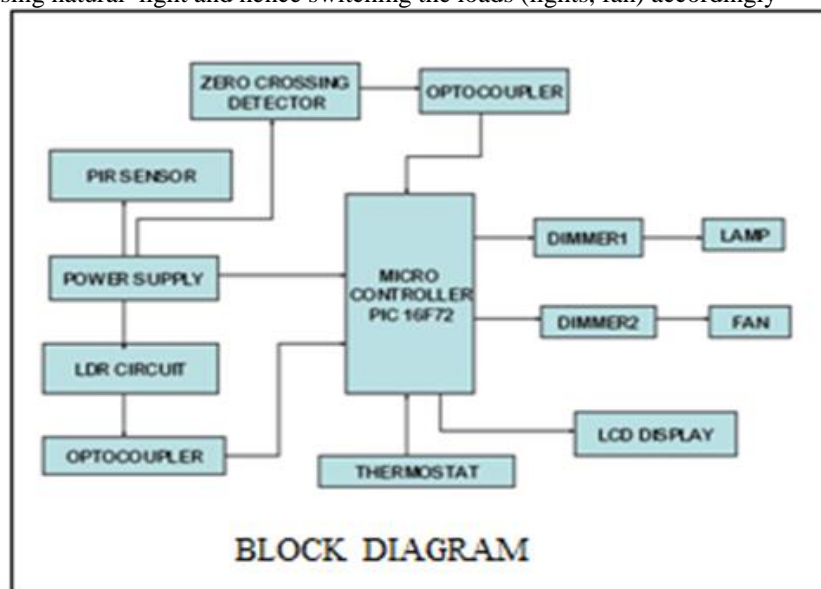 sing natural light and hence switching the loads (lights, fan) accordingly
ZERO CROSSING
DETECTOR
OPTOCOUPLER
PIR SENSOR
POWER SUPPLY
MICRO
CONTROLLER
PIC 16F72
DIMMER1
LAMP
DIMMER2
FAN
LDR CIRCUIT
OPTOCOUPLER
THERMOSTAT
LCD DISPLAY
BLOCK DIAGRAM